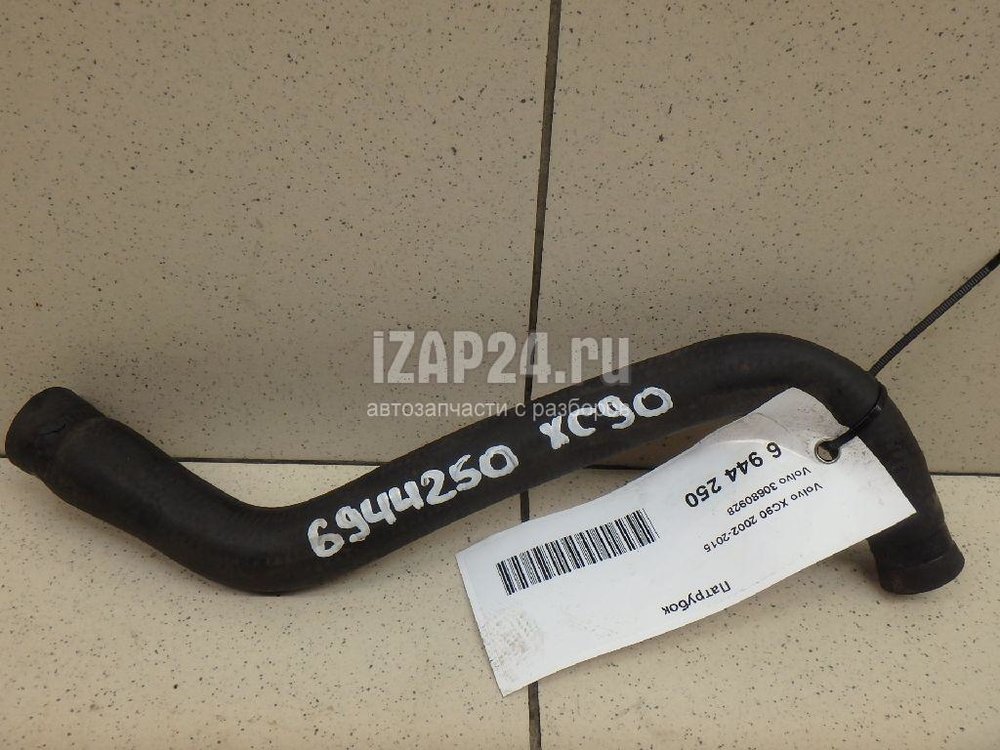 iZAP24.ru
автозапчасти с разборки
6944250 XC90
Патрубок
Volvo XC90 2002-2015
Volvo 30680928
6 944 250